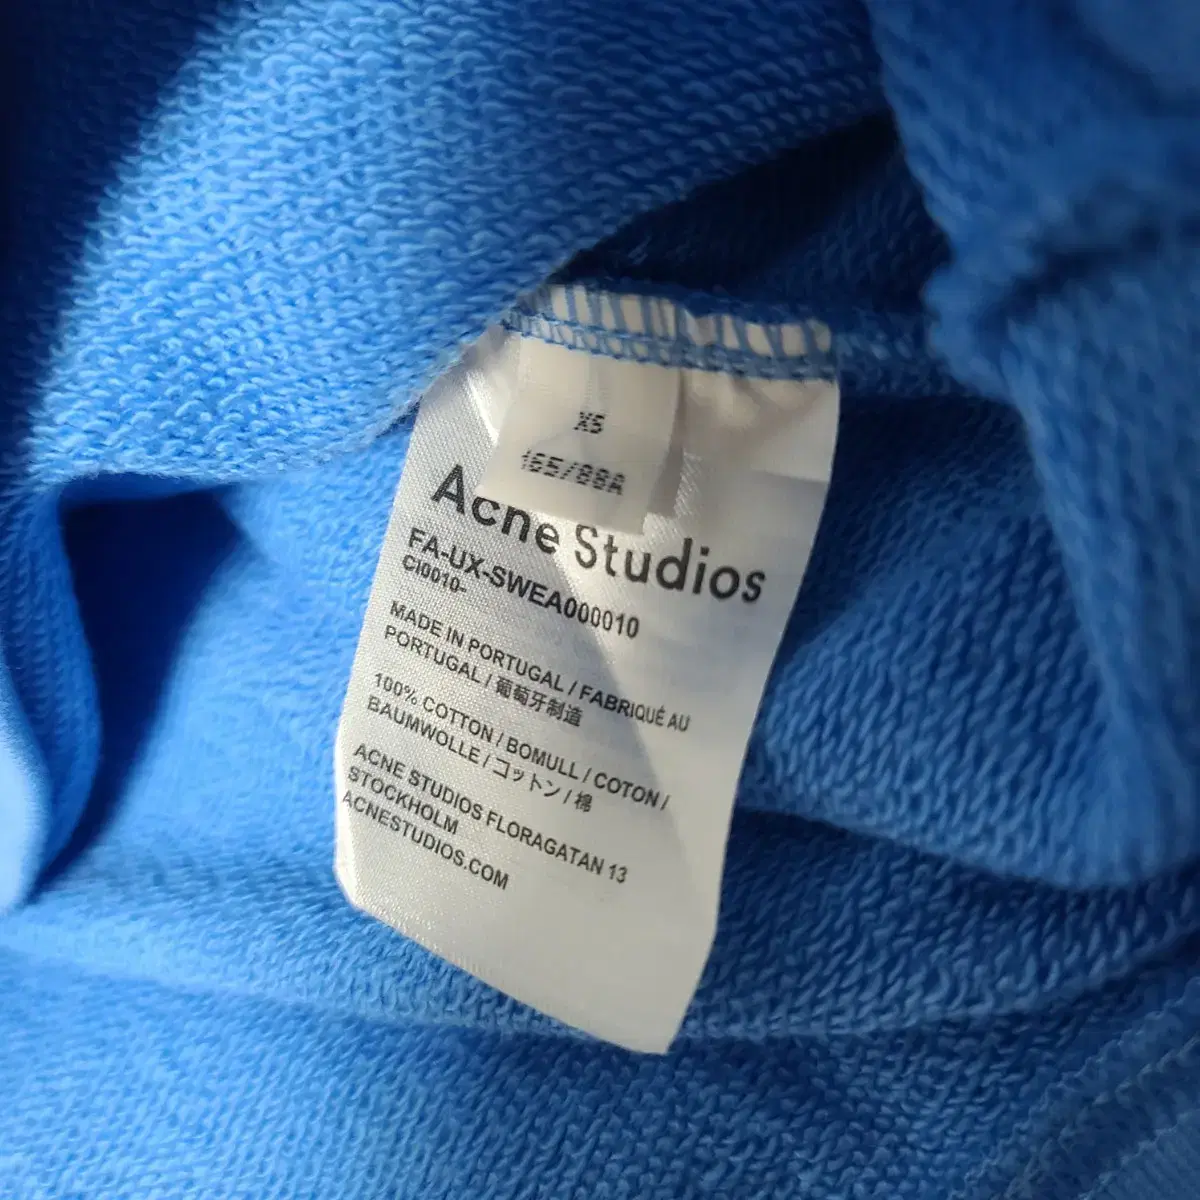 XS
165/88A
Acne Studios
FA-UX-SWEA000010
CI0010-
MADE IN PORTUGAL / FABRIQUÉ AU
PORTUGAL / 葡萄牙制造
100% COTTON / BOMULL / COTON /
BAUMWOLLE / コットン / 棉
ACNE STUDIOS FLORAGATAN 13
STOCKHOLM
ACNESTUDIOS.COM